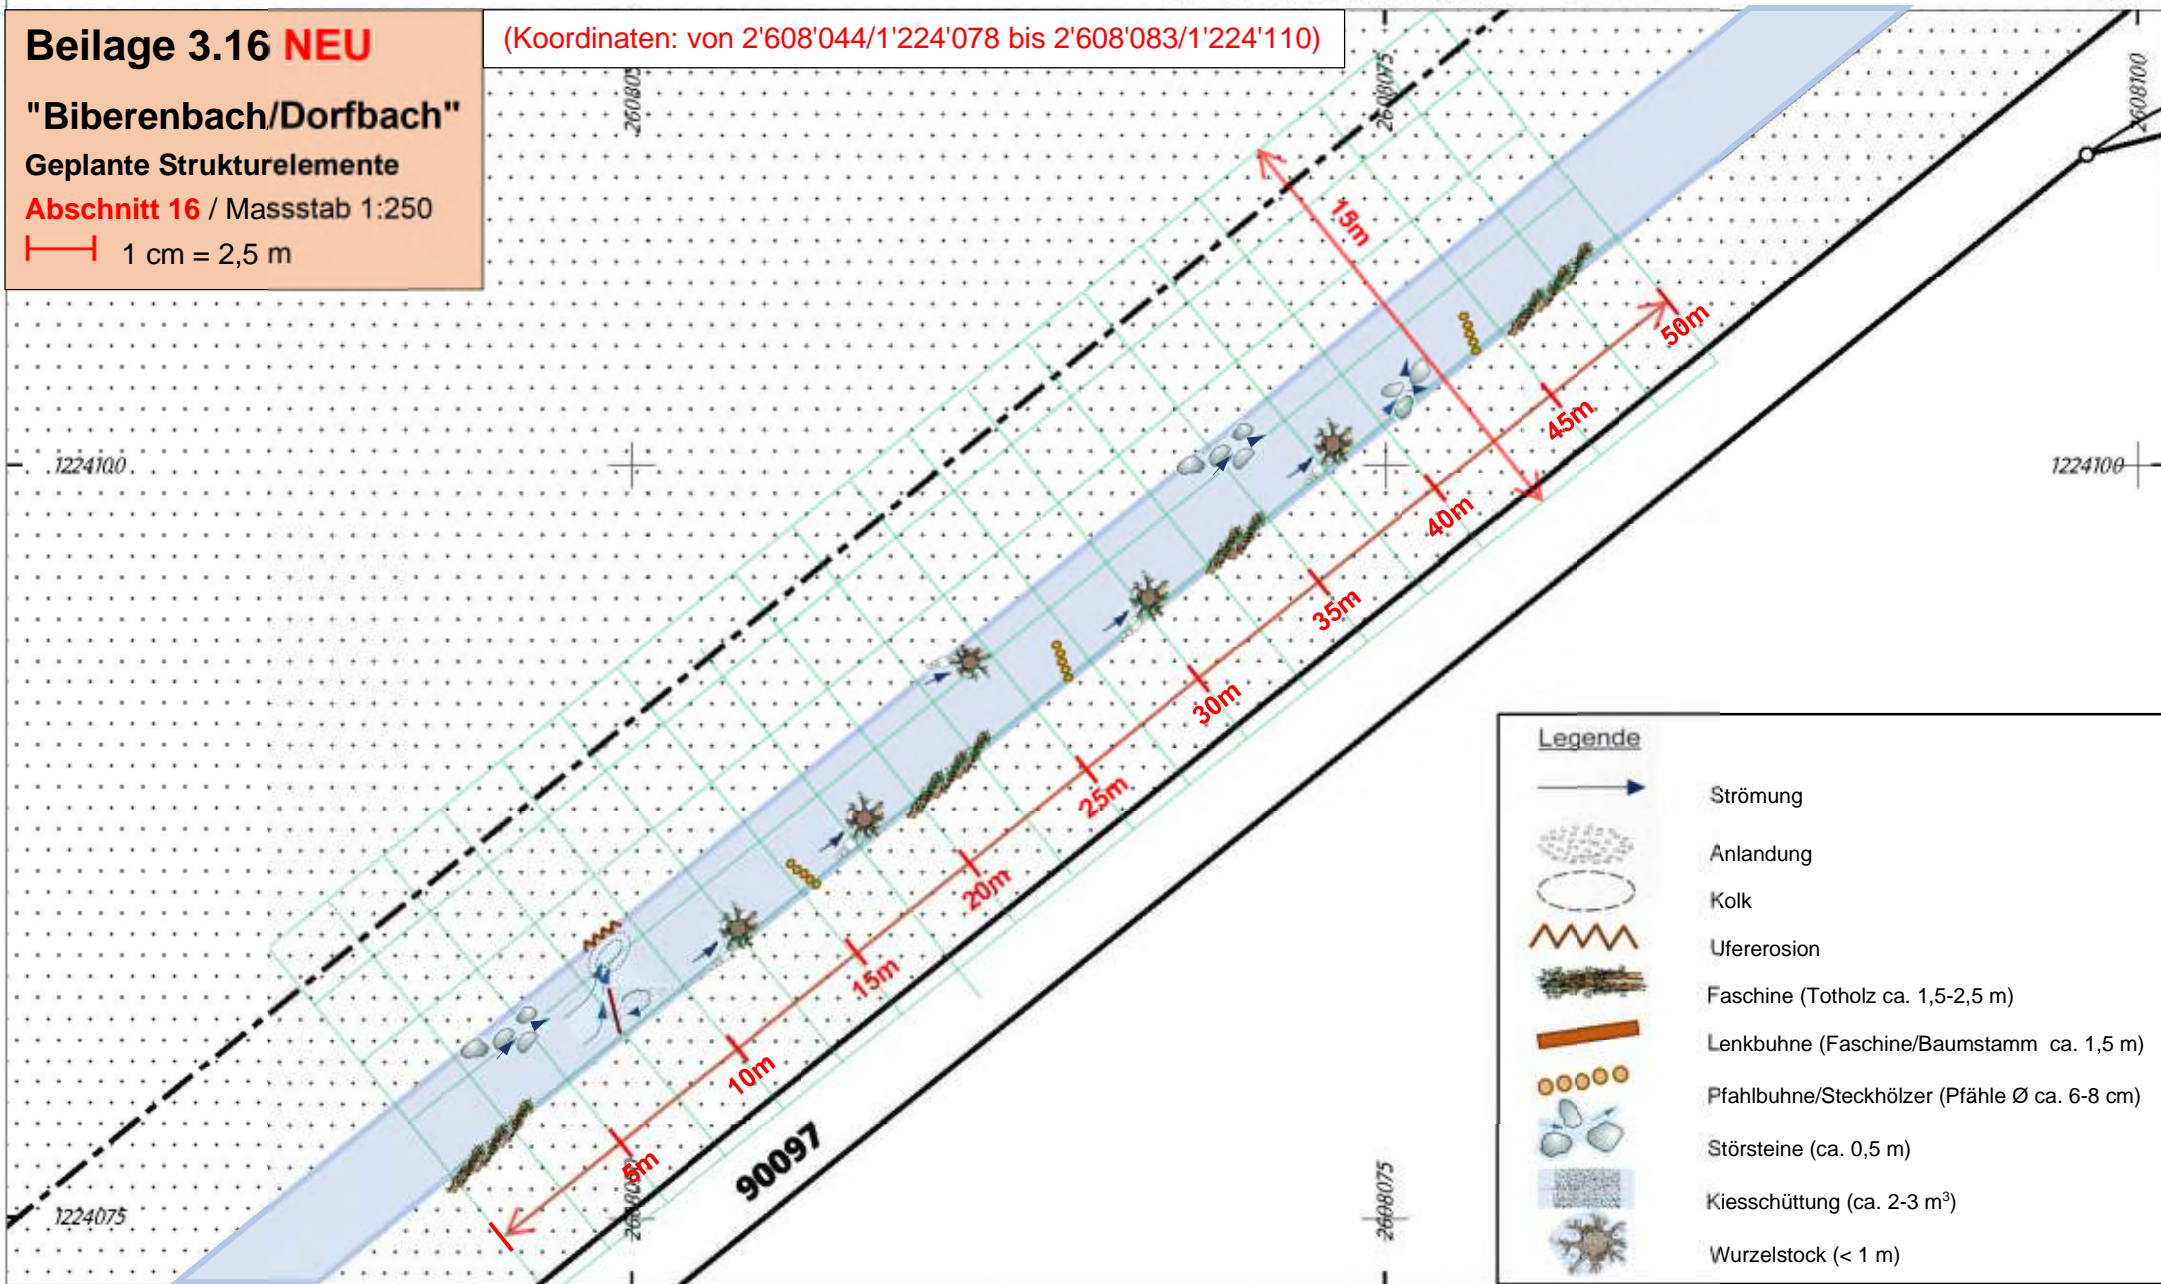 Beilage 3.16 NEU
"Biberenbach/Dorfbach"
Geplante Strukturelemente
Abschnitt 16 / Massstab 1:250
1 cm = 2,5 m
(Koordinaten: von 2'608'044/1'224'078 bis 2'608'083/1'224'110)
2608075
2608100
15m
50m
45m
40m
35m
30m
25m
20m
15m
10m
5m
1224100
1224100
1224075
90097
2608075
Legende
Strömung
Anlandung
Kolk
Ufererosion
Faschine (Totholz ca. 1,5-2,5 m)
Lenkbuhne (Faschine/Baumstamm ca. 1,5 m)
Pfahlbuhne/Steckhölzer (Pfähle Ø ca. 6-8 cm)
Störsteine (ca. 0,5 m)
Kiesschüttung (ca. 2-3 m³)
Wurzelstock (< 1 m)